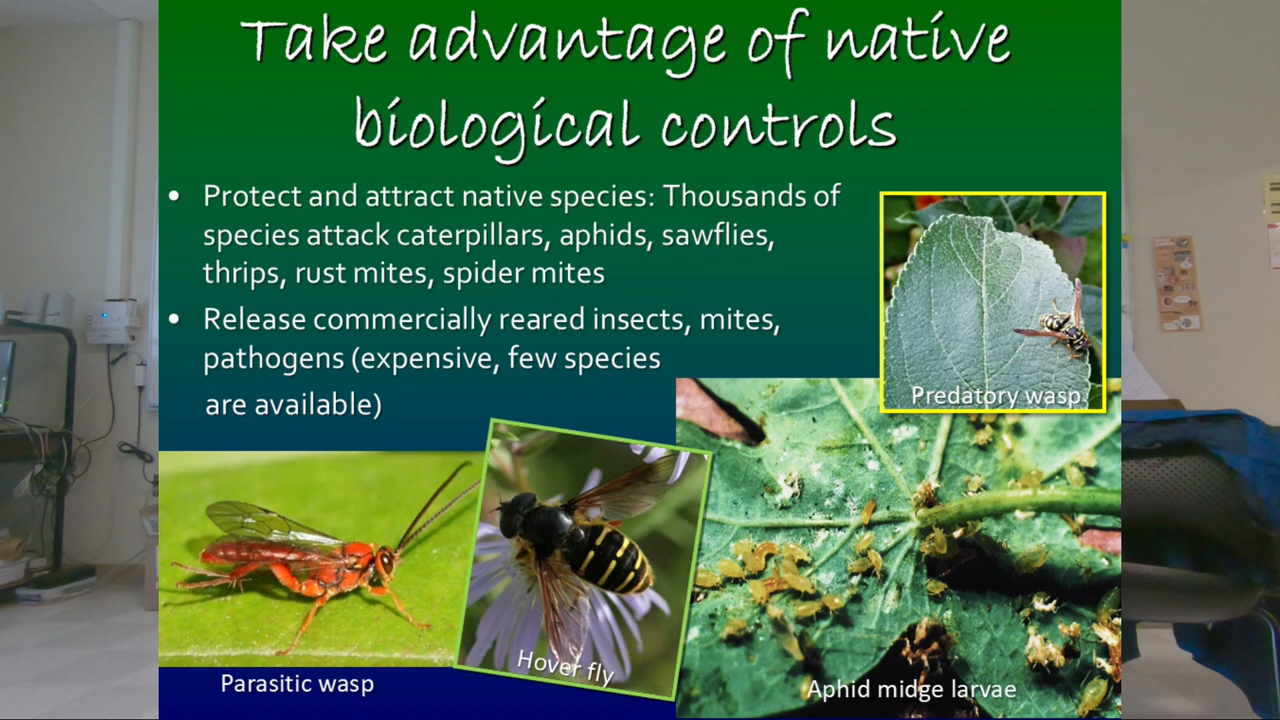 Take advantage of native
biological controls
• Protect and attract native species: Thousands of
species attack caterpillars, aphids, sawflies,
thrips, rust mites, spider mites
• Release commercially reared insects, mites,
pathogens (expensive, few species
are available)
Predatory wasp
Hover fly
Parasitic wasp
Aphid midge larvae